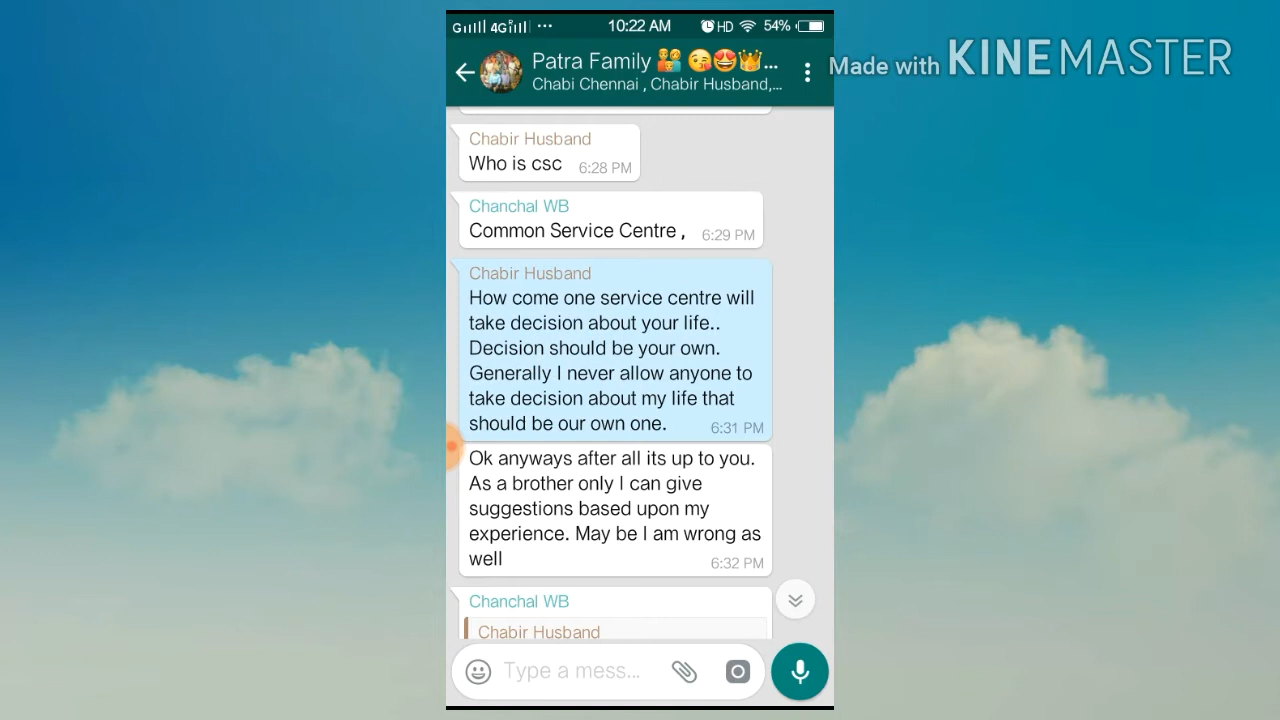 4G
10:22 AM
HD
54%
Patra Family 👫 😘😍👑...
Chabi Chennai , Chabir Husband,...
Made with KINEMASTER
Chabir Husband
Who is csc 6:28 PM
Chanchal WB
Common Service Centre , 6:29 PM
Chabir Husband
How come one service centre will
take decision about your life..
Decision should be your own.
Generally I never allow anyone to
take decision about my life that
should be our own one. 6:31 PM
Ok anyways after all its up to you.
As a brother only I can give
suggestions based upon my
experience. May be I am wrong as
well 6:32 PM
Chanchal WB
Chabir Husband
Type a mess...